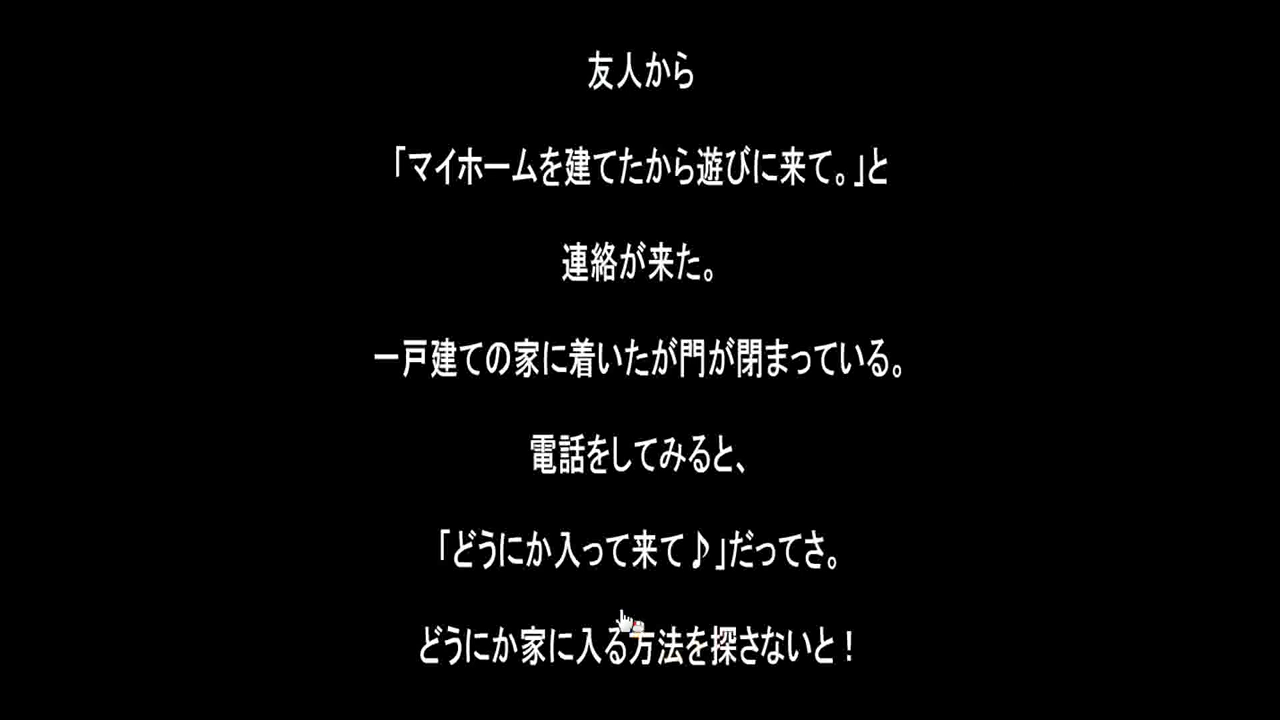 友人から
「マイホームを建てたから遊びに来て。」と
連絡が来た。
一戸建ての家に着いたが門が閉まっている。
電話をしてみると、
「どうにか入って来て♪」だってさ。
どうにか家に入る方法を探さないと！